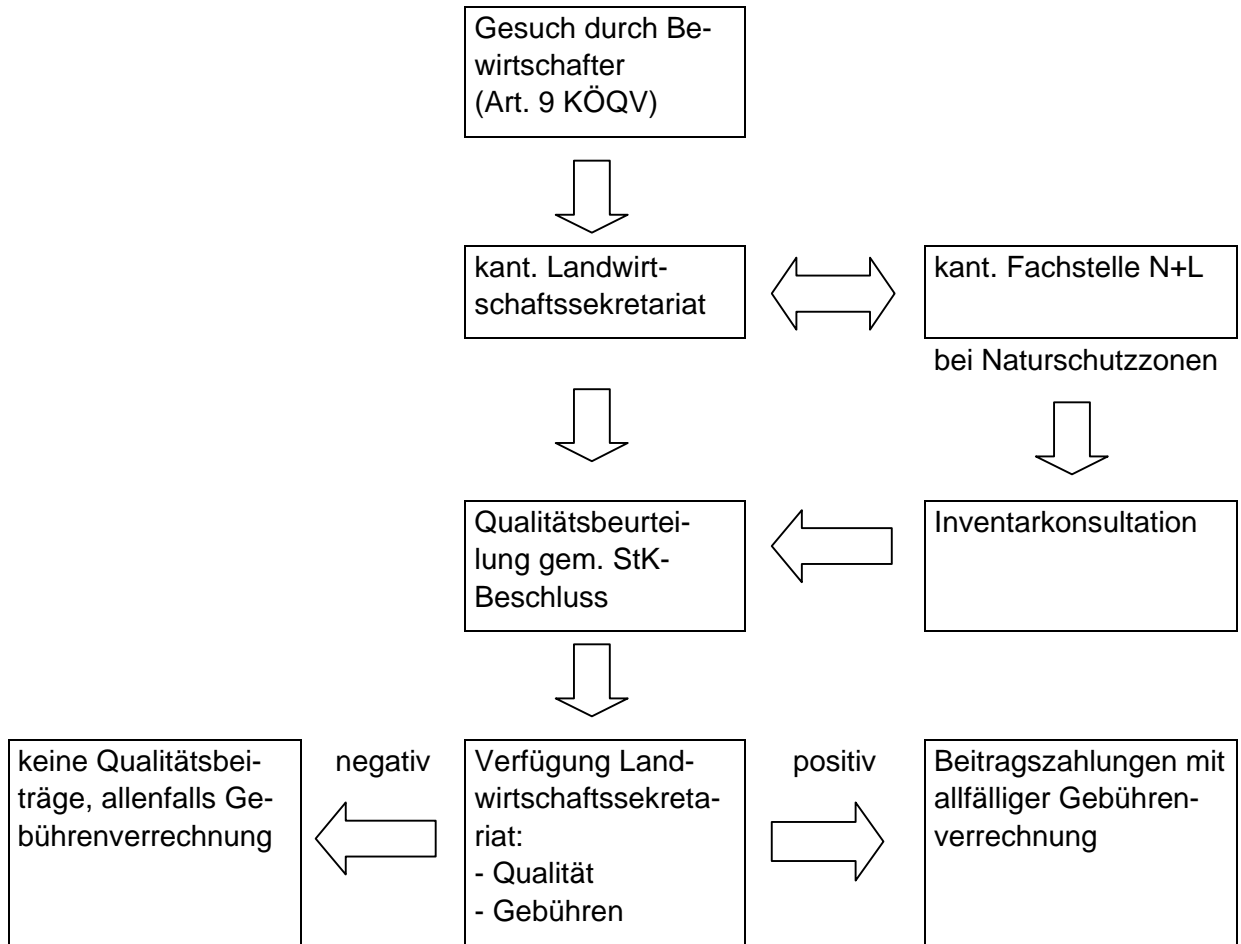 Gesuch durch Be-
wirtschafter
(Art. 9 KÖQV)
kant. Landwirt-
schaftssekretariat
kant. Fachstelle N+L
bei Naturschutzzonen
Qualitätsbeurtei-
lung gem. StK-
Beschluss
Inventarkonsultation
keine Qualitätsbei-
träge, allenfalls Ge-
bührenverrechnung
negativ
Verfügung Land-
wirtschaftssekreta-
riat:
- Qualität
- Gebühren
positiv
Beitragszahlungen mit
allfälliger Gebühren-
verrechnung